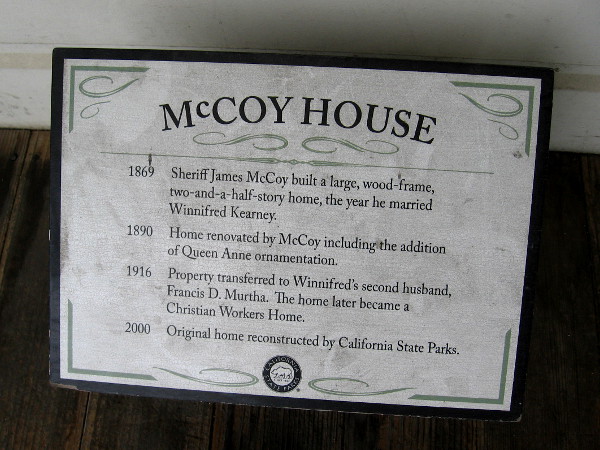 McCOY HOUSE
1869 Sheriff James McCoy built a large, wood-frame,
two-and-a-half-story home, the year he married
Winnifred Kearney.
1890 Home renovated by McCoy including the addition
of Queen Anne ornamentation.
1916 Property transferred to Winnifred's second husband,
Francis D. Murtha. The home later became a
Christian Workers Home.
2000 Original home reconstructed by California State Parks.
CALIFORNIA
STATE PARKS